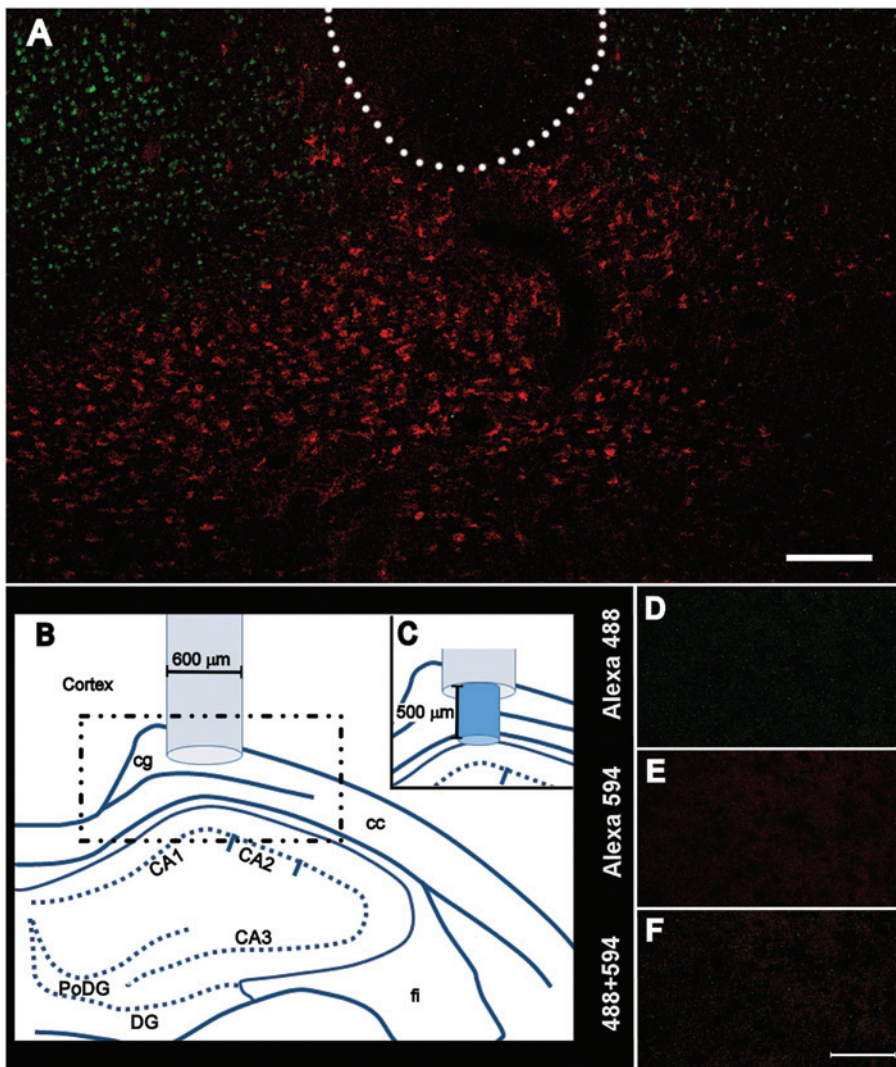 A
B
600 μm
Cortex
cg
cc
CA1
CA2
CA3
PoDG
DG
fi
C
500 μm
Alexa 488
D
Alexa 594
E
488+594
F